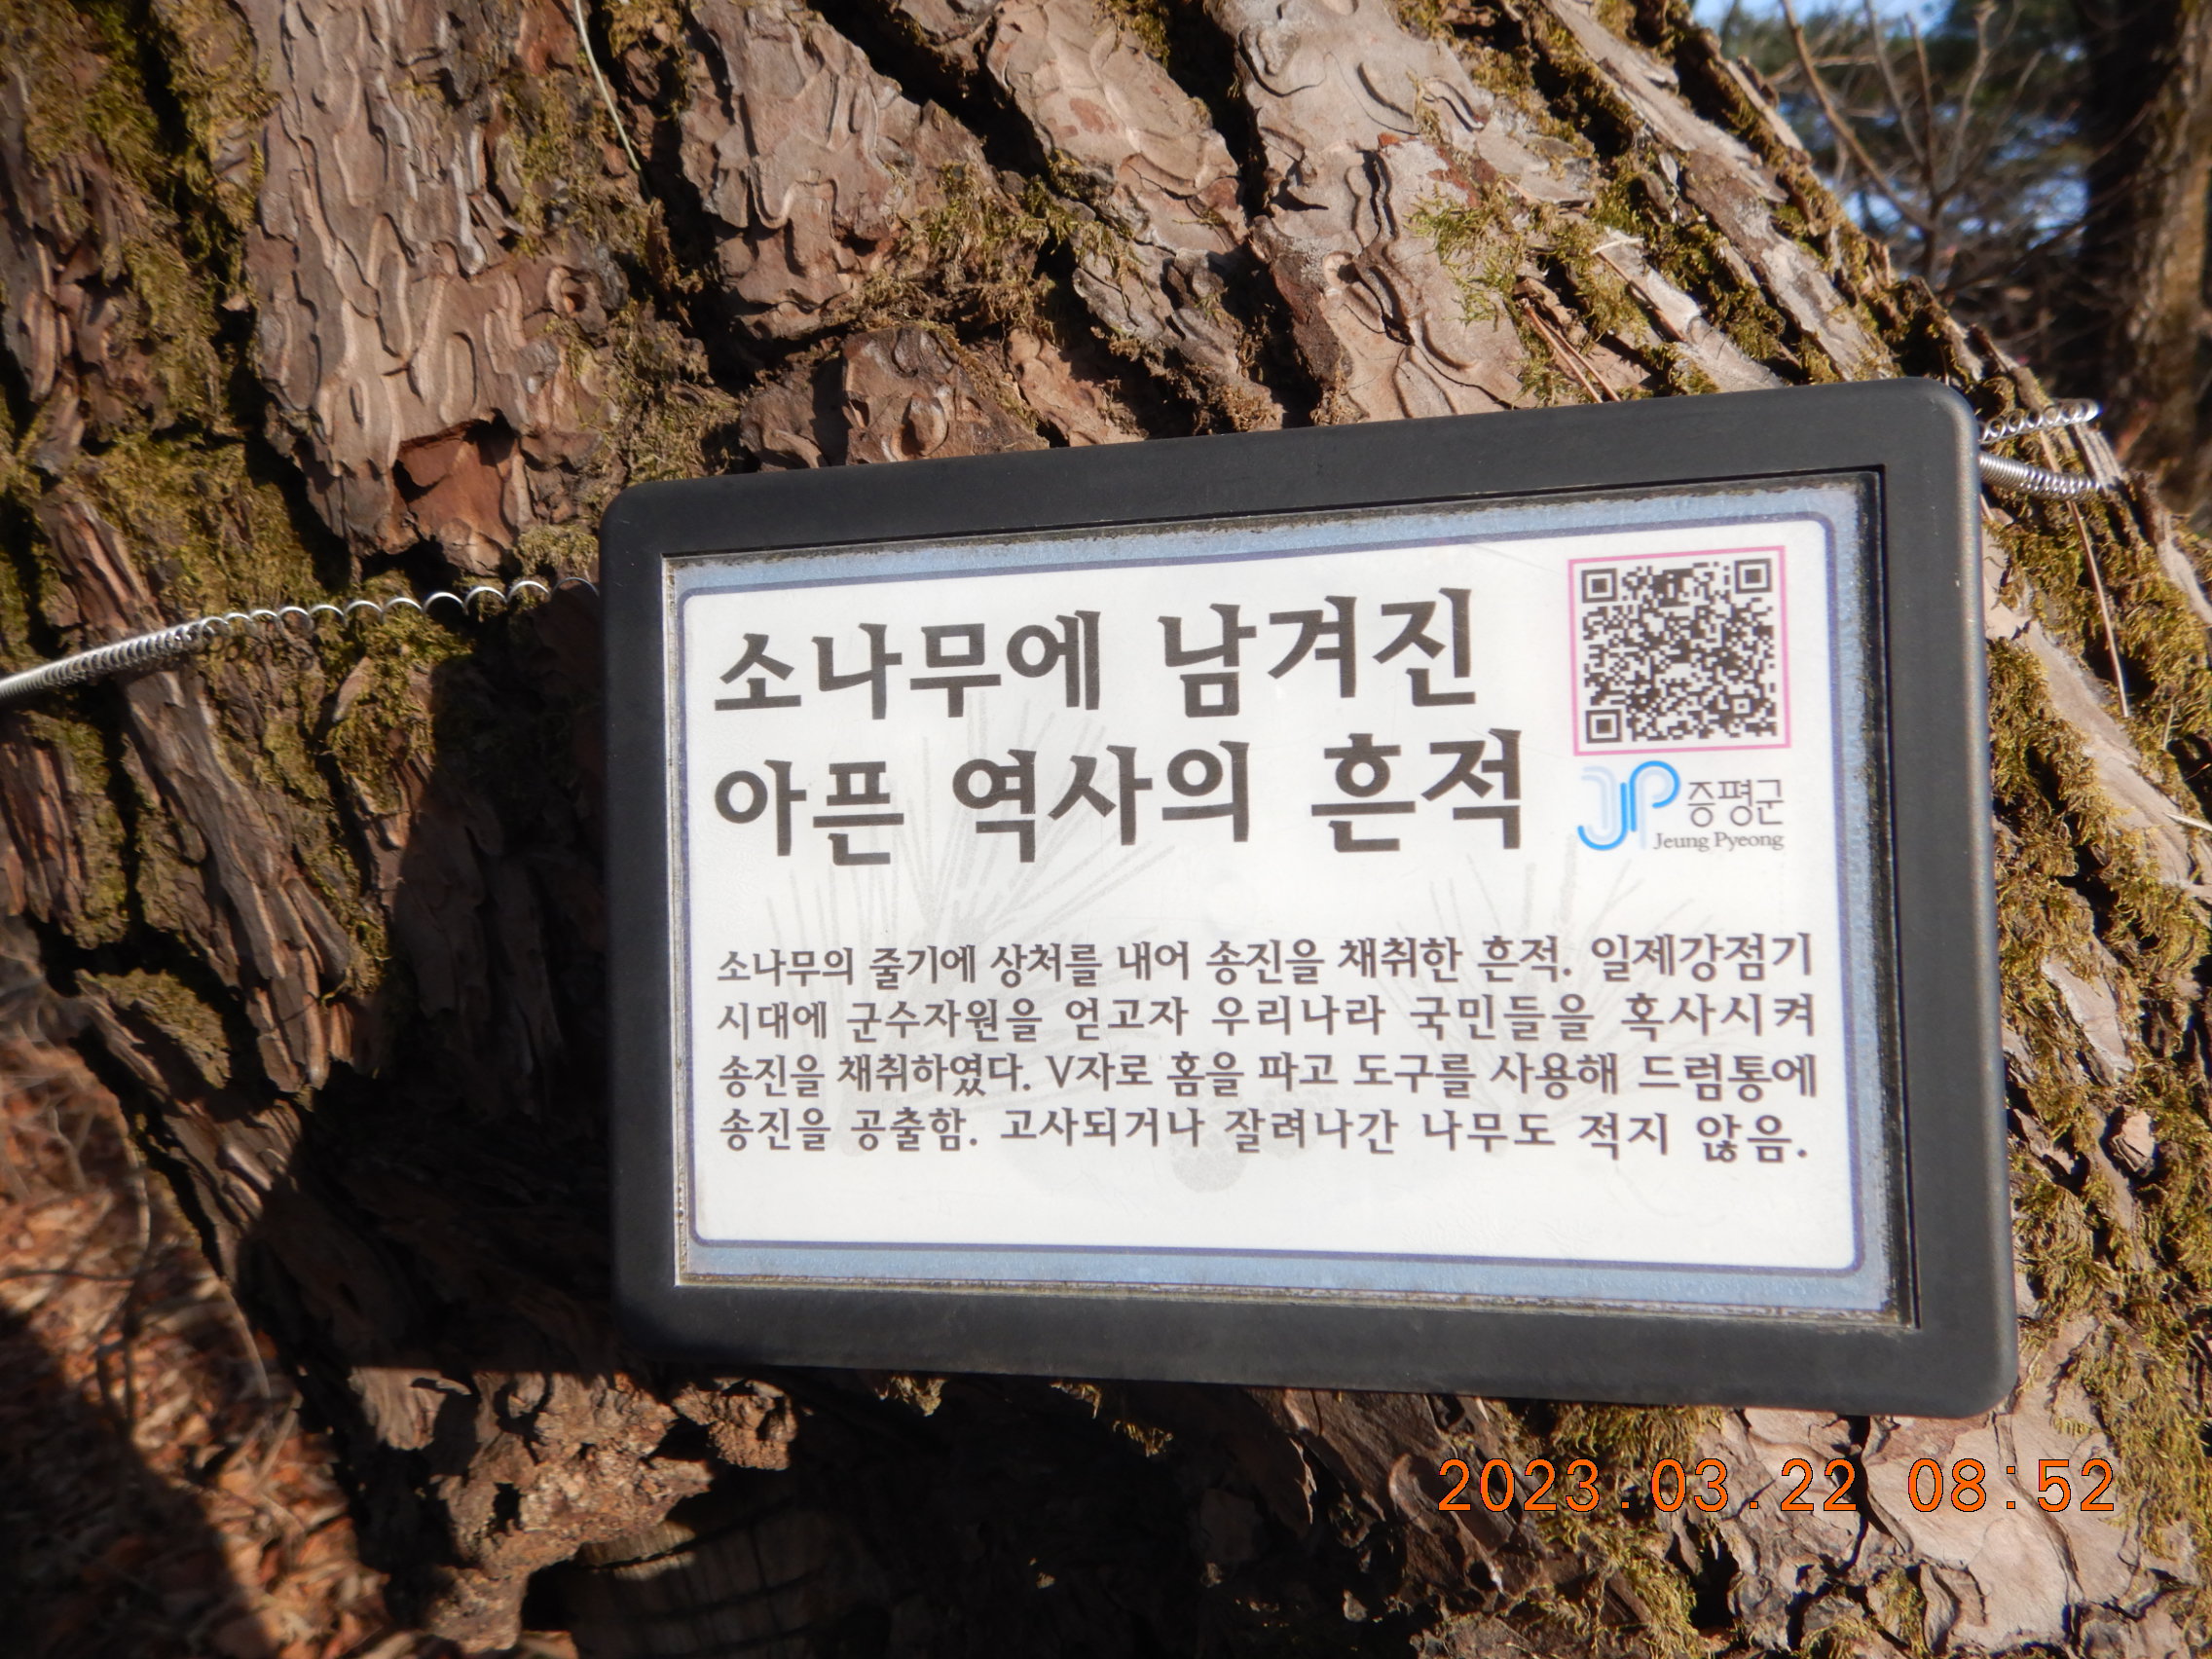 소나무에 남겨진
아픈 역사의 흔적
증평군
Jeung Pyeong
소나무의 줄기에 상처를 내어 송진을 채취한 흔적. 일제강점기
시대에 군수자원을 얻고자 우리나라 국민들을 혹사시켜
송진을 채취하였다. V자로 홈을 파고 도구를 사용해 드럼통에
송진을 공출함. 고사되거나 잘려나간 나무도 적지 않음.
2023.03.22 08:52